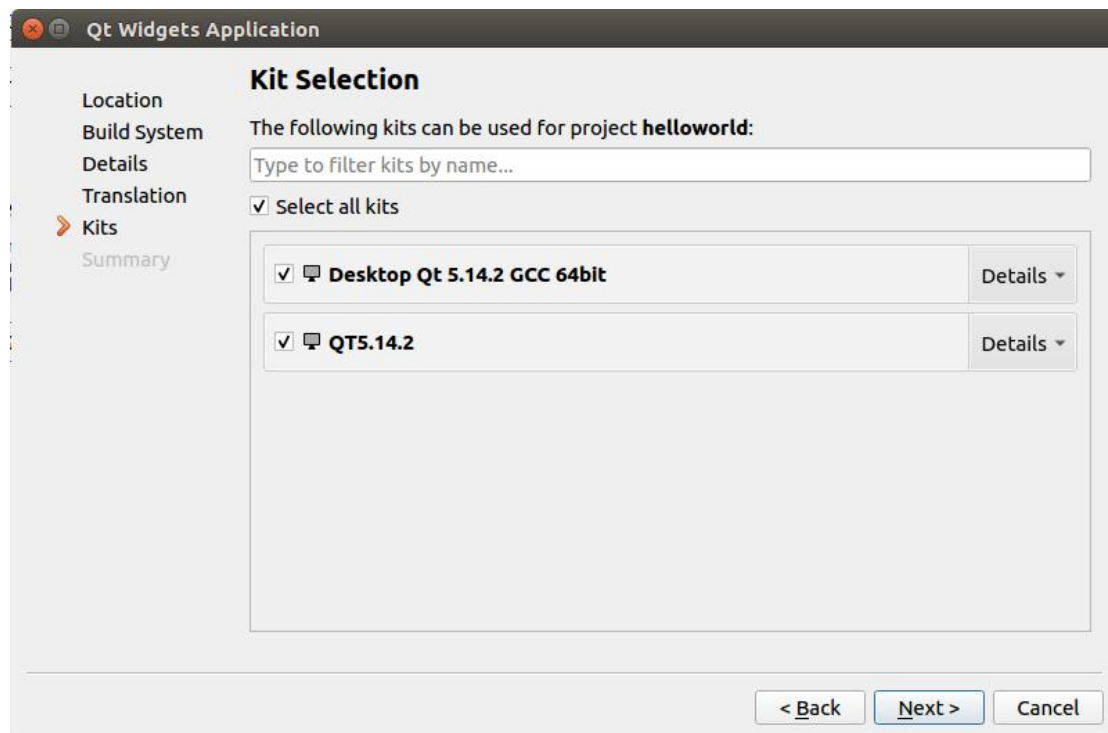 Qt Widgets Application
Location
Build System
Details
Translation
Kits
Summary
Kit Selection
The following kits can be used for project helloworld:
Type to filter kits by name...
Select all kits
Desktop Qt 5.14.2 GCC 64bit
Details
QT5.14.2
Details
< Back
Next >
Cancel